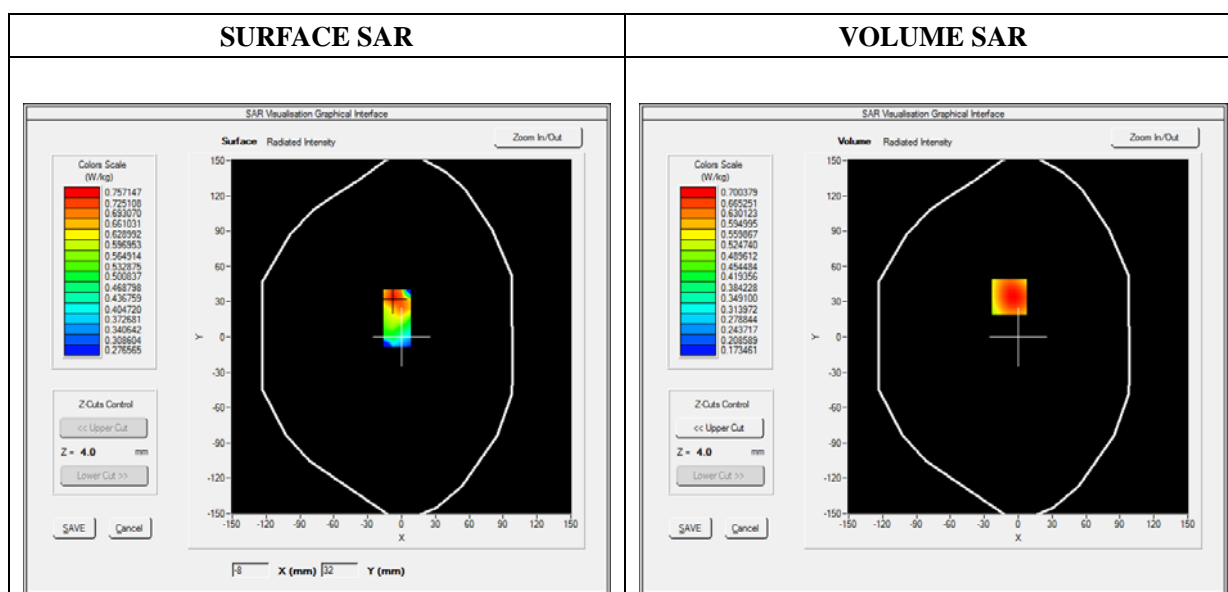 SURFACE SAR
VOLUME SAR
SAR Visualisation Graphical Interface
Surface Radiated Intensity
Zoom In/Out
Colors Scale
(W/kg)
0.757147
0.725108
0.693070
0.661031
0.628992
0.596953
0.564914
0.532875
0.500837
0.468798
0.436759
0.404720
0.372681
0.340642
0.308604
0.276565
150
120
90
60
30
0
-30
-60
-90
-120
-150
Y
-150 -120 -90 -60 -30 0 30 60 90 120 150
X
Z-Cuts Control
<< Upper Cut
Z = 4.0 mm
Lower Cut >>
SAVE Cancel
-8 X (mm) 32 Y (mm)
SAR Visualisation Graphical Interface
Volume Radiated Intensity
Zoom In/Out
Colors Scale
(W/kg)
0.700379
0.665251
0.630123
0.594995
0.559867
0.524740
0.489612
0.454484
0.419356
0.384228
0.349100
0.313972
0.278844
0.243717
0.208589
0.173461
150
120
90
60
30
0
-30
-60
-90
-120
-150
Y
-150 -120 -90 -60 -30 0 30 60 90 120 150
X
Z-Cuts Control
<< Upper Cut
Z = 4.0 mm
Lower Cut >>
SAVE Cancel